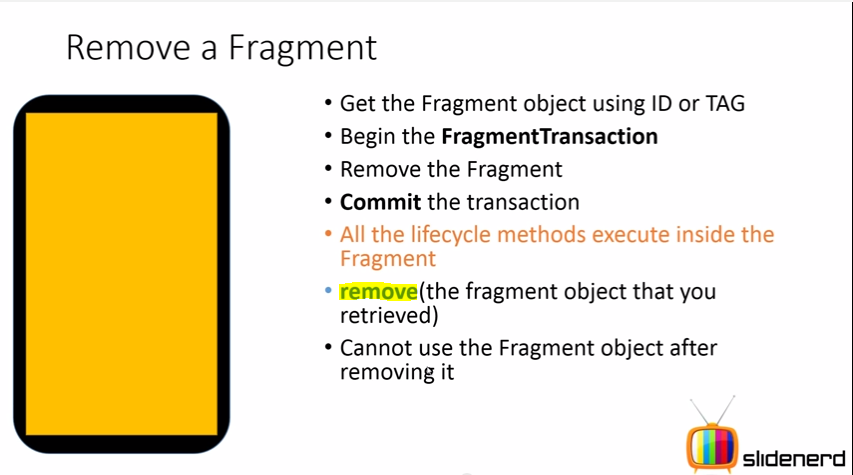 Remove a Fragment
• Get the Fragment object using ID or TAG
• Begin the FragmentTransaction
• Remove the Fragment
• Commit the transaction
• All the lifecycle methods execute inside the
Fragment
• remove(the fragment object that you
retrieved)
• Cannot use the Fragment object after
removing it
slidenerd